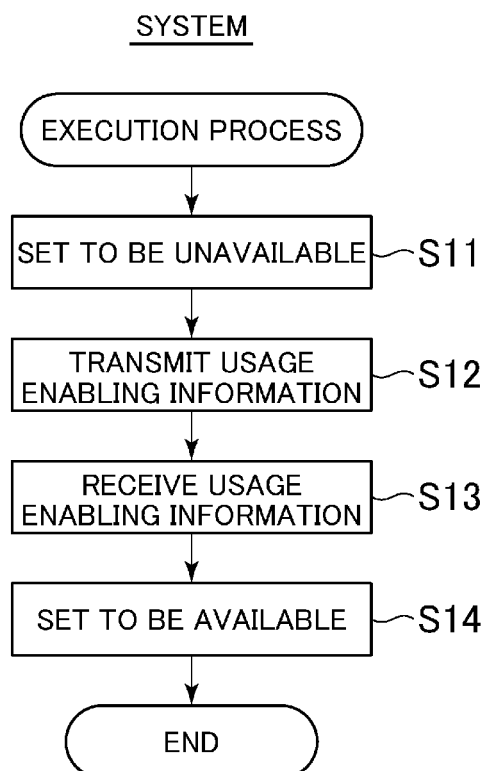 SYSTEM
EXECUTION PROCESS
SET TO BE UNAVAILABLE
S11
TRANSMIT USAGE
ENABLING INFORMATION
S12
RECEIVE USAGE
ENABLING INFORMATION
S13
SET TO BE AVAILABLE
S14
END